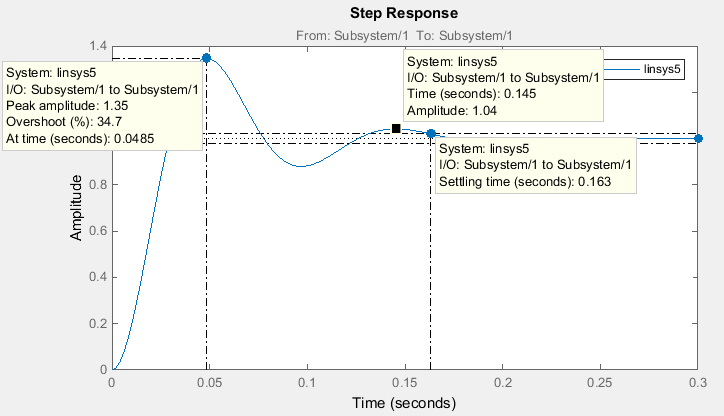 Step Response
From: Subsystem/1 To: Subsystem/1
System: linsys5
I/O: Subsystem/1 to Subsystem/1
Peak amplitude: 1.35
Overshoot (%): 34.7
At time (seconds): 0.0485
System: linsys5
I/O: Subsystem/1 to Subsystem/1
Time (seconds): 0.145
Amplitude: 1.04
linsys5
System: linsys5
I/O: Subsystem/1 to Subsystem/1
Settling time (seconds): 0.163
Amplitude
1.4
0.8
0.6
0.4
0.2
0
0
0.05
0.1
0.15
0.2
0.25
0.3
Time (seconds)